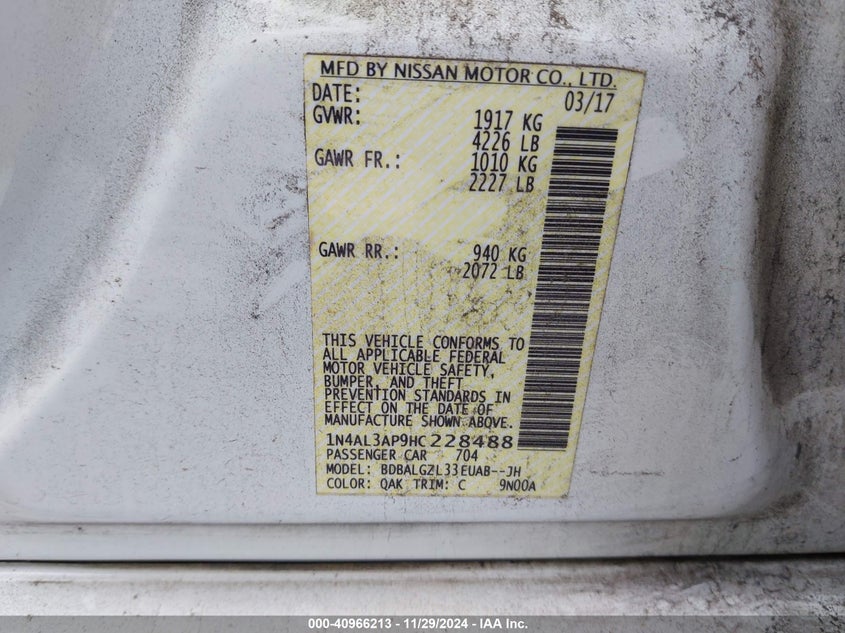 MFD BY NISSAN MOTOR CO., LTD.
DATE: 03/17
GVWR: 1917 KG
4226 LB
GAWR FR.: 1010 KG
2227 LB
GAWR RR.: 940 KG
2072 LB
THIS VEHICLE CONFORMS TO
ALL APPLICABLE FEDERAL
MOTOR VEHICLE SAFETY,
BUMPER, AND THEFT
PREVENTION STANDARDS IN
EFFECT ON THE DATE OF
MANUFACTURE SHOWN ABOVE.
1N4AL3AP9HC228488
PASSENGER CAR 704
MODEL: BDBALGZL33EUAB--JH
COLOR: QAK TRIM: C 9N00A
000-40966213 - 11/29/2024 - IAA Inc.